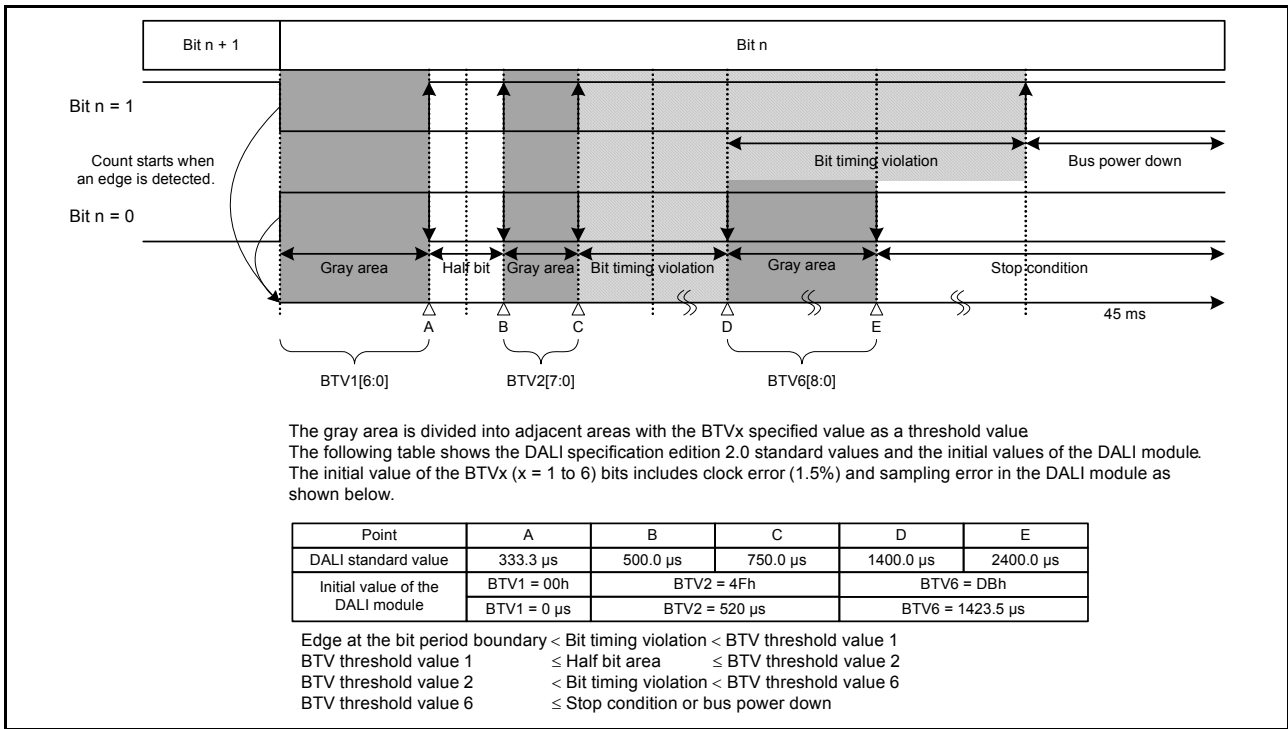 Bit n + 1
Bit n
Bit n = 1
Count starts when
an edge is detected.
Bit timing violation
Bus power down
Bit n = 0
Gray area
Half bit
Gray area
Bit timing violation
Gray area
Stop condition
45 ms
A
B
C
D
E
BTV1[6:0]
BTV2[7:0]
BTV6[8:0]
The gray area is divided into adjacent areas with the BTVx specified value as a threshold value.
The following table shows the DALI specification edition 2.0 standard values and the initial values of the DALI module.
The initial value of the BTVx (x = 1 to 6) bits includes clock error (1.5%) and sampling error in the DALI module as
shown below.
Point A B C D E
DALI standard value 333.3 µs 500.0 µs 750.0 µs 1400.0 µs 2400.0 µs
Initial value of the DALI module BTV1 = 00h BTV2 = 4Fh BTV6 = DBh
BTV1 = 0 µs BTV2 = 520 µs BTV6 = 1423.5 µs
Edge at the bit period boundary < Bit timing violation < BTV threshold value 1
BTV threshold value 1 ≤ Half bit area ≤ BTV threshold value 2
BTV threshold value 2 < Bit timing violation < BTV threshold value 6
BTV threshold value 6 ≤ Stop condition or bus power down